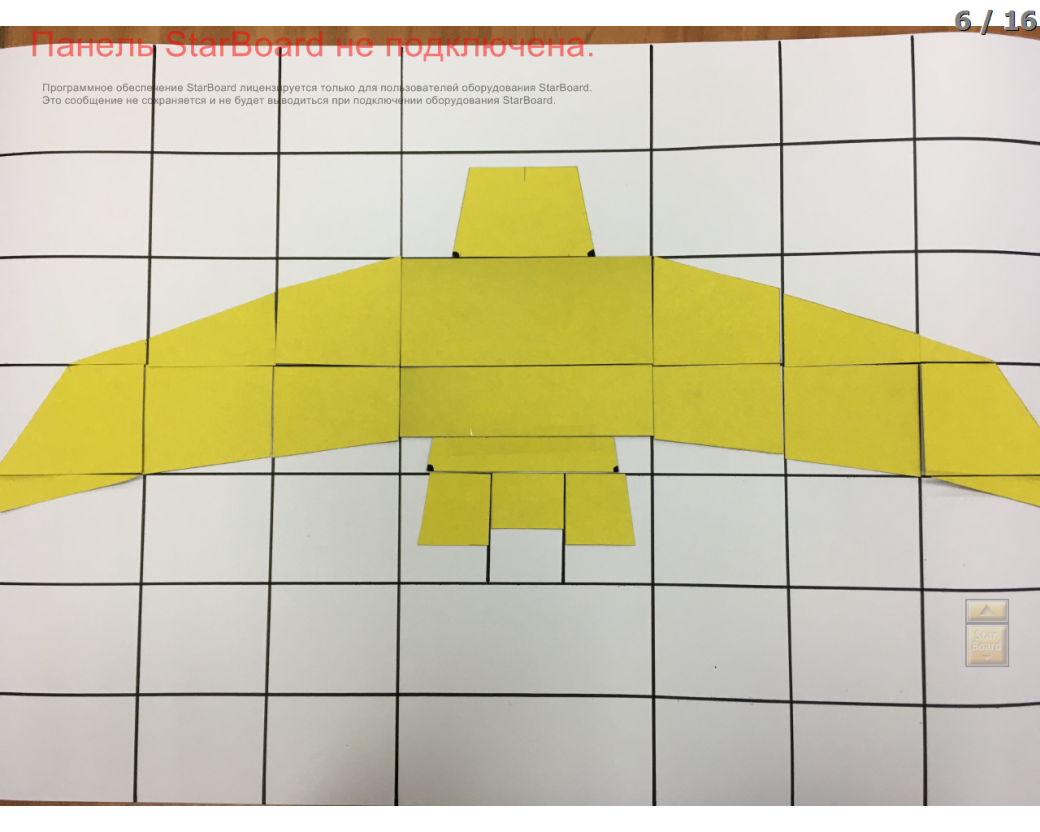 6 / 16
Панель StarBoard не подключена.
Программное обеспечение StarBoard лицензируется только для пользователей оборудования StarBoard.
Это сообщение не сохраняется и не будет выводиться при подключении оборудования StarBoard.
Star
Board